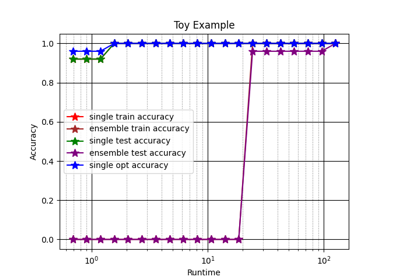 Toy Example
1.0
0.8
0.6
0.4
0.2
0.0
Accuracy
single train accuracy
ensemble train accuracy
single test accuracy
ensemble test accuracy
single opt accuracy
10⁰
10¹
10²
Runtime